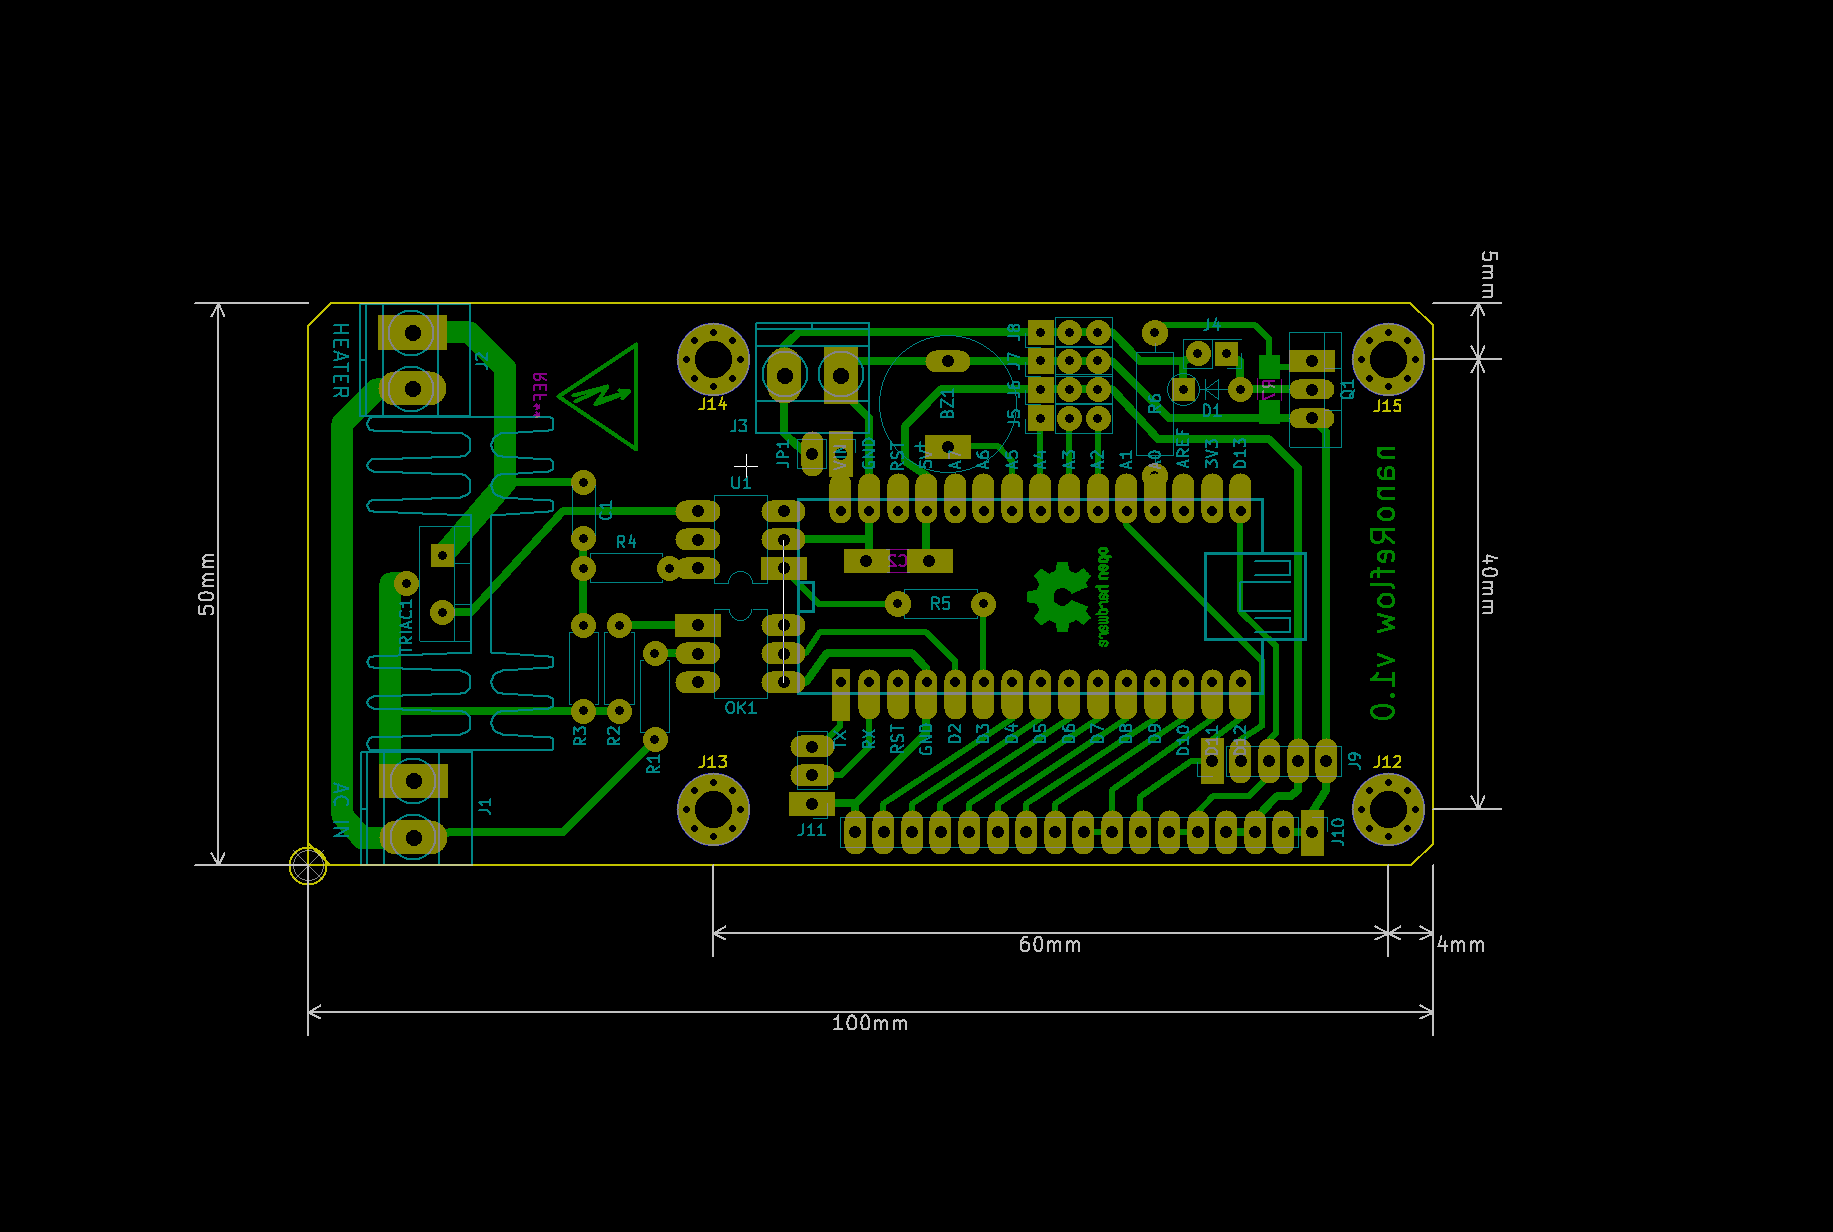 5mm
HEATER
J2
REF**
J14
J3
JP1
BZ1
J8
J7
J6
J5
J4
R6
D1
R7
Q1
J15
VIN
GND
RST
5V+
A7
A6
A5
A4
A3
A2
A1
A0
AREF
3V3
D13
U1
C1
R4
C2
R5
50mm
40mm
TRIAC1
open hardware
nanoReflow v1.0
OK1
R3
R2
R1
TX
RX
RST
GND
D2
D3
D4
D5
D6
D7
D8
D9
D10
D11
D12
J13
J9
J12
AC IN
J1
J11
J10
60mm
4mm
100mm